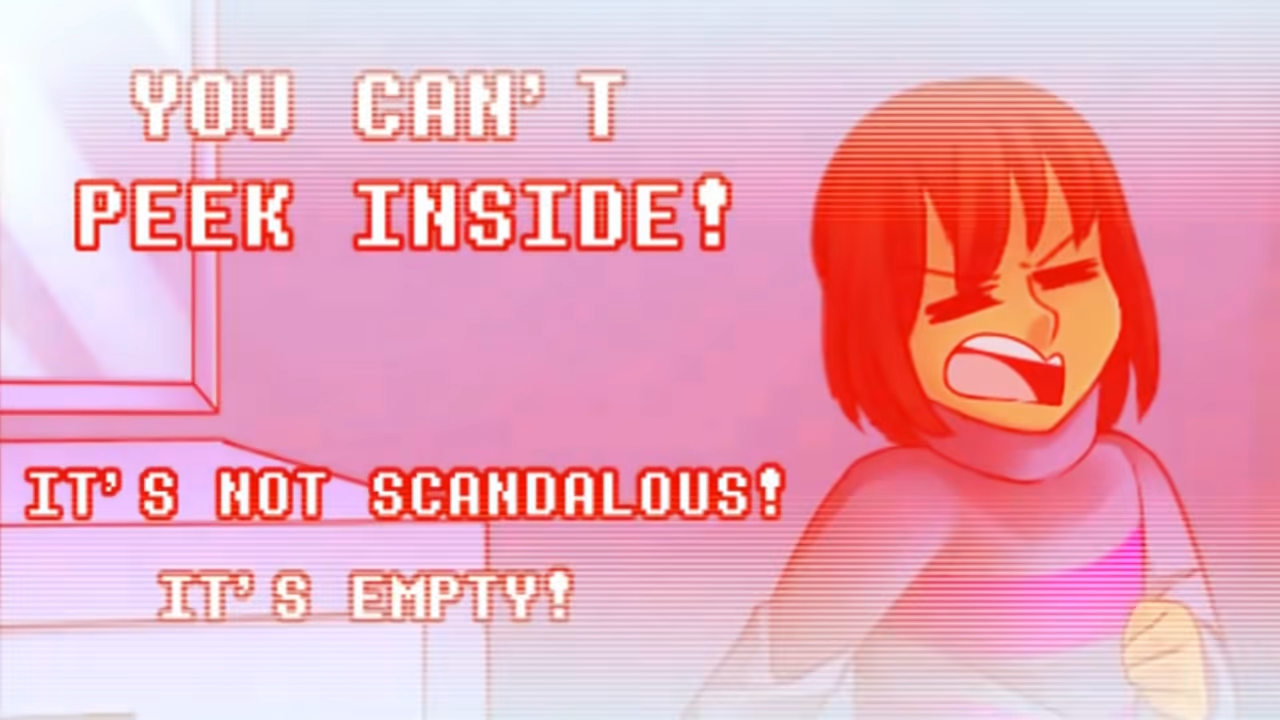 YOU CAN'T
PEEK INSIDE!
IT'S NOT SCANDALOUS!
IT'S EMPTY!